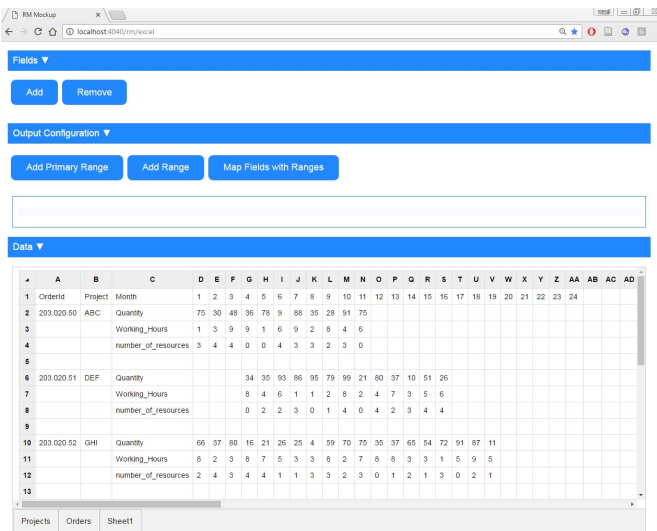 RM Mockup
localhost:4040/rm/excel
Fields ▼
Add Remove
Output Configuration ▼
Add Primary Range Add Range Map Fields with Ranges
Data ▼
A B C D E F G H I J K L M N O P Q R S T U V W X Y Z AA AB AC AD
1 OrderId Project Month 1 2 3 4 5 6 7 8 9 10 11 12 13 14 15 16 17 18 19 20 21 22 23 24
2 203.020.50 ABC Quantity 75 30 48 36 78 9 88 35 28 91 75
3 Working_Hours 1 3 9 9 1 6 9 2 8 4 6
4 number_of_resources 3 4 4 0 0 4 3 3 2 3 0
5
6 203.020.51 DEF Quantity 34 35 93 86 95 79 99 21 80 37 10 51 26
7 Working_Hours 8 4 6 1 1 2 8 2 4 7 3 5 6
8 number_of_resources 0 2 2 3 0 1 4 0 4 2 3 4 4
9
10 203.020.52 GHI Quantity 66 37 80 16 21 26 25 4 59 70 75 35 37 65 54 72 91 87 11
11 Working_Hours 8 2 3 8 7 5 3 3 8 2 7 8 8 3 3 1 5 9 5
12 number_of_resources 2 4 3 4 4 1 1 3 3 2 3 0 1 2 1 3 0 2 1
13
Projects Orders Sheet1